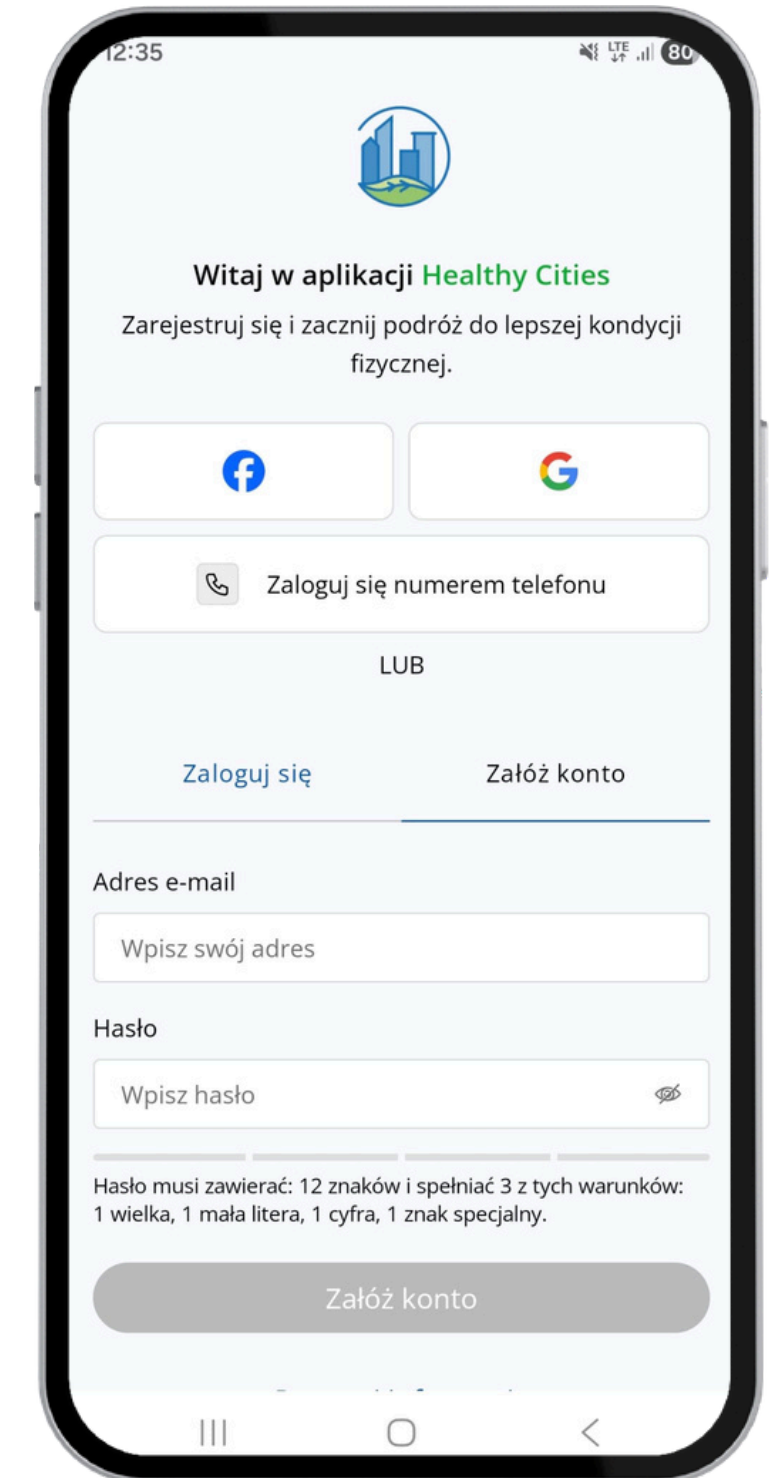 12:35 LTE 80
Witaj w aplikacji Healthy Cities
Zarejestruj się i zacznij podróż do lepszej kondycji
fizycznej.
Zaloguj się numerem telefonu
LUB
Zaloguj się Załóż konto
Adres e-mail
Wpisz swój adres
Hasło
Wpisz hasło
Hasło musi zawierać: 12 znaków i spełniać 3 z tych warunków:
1 wielka, 1 mała litera, 1 cyfra, 1 znak specjalny.
Załóż konto